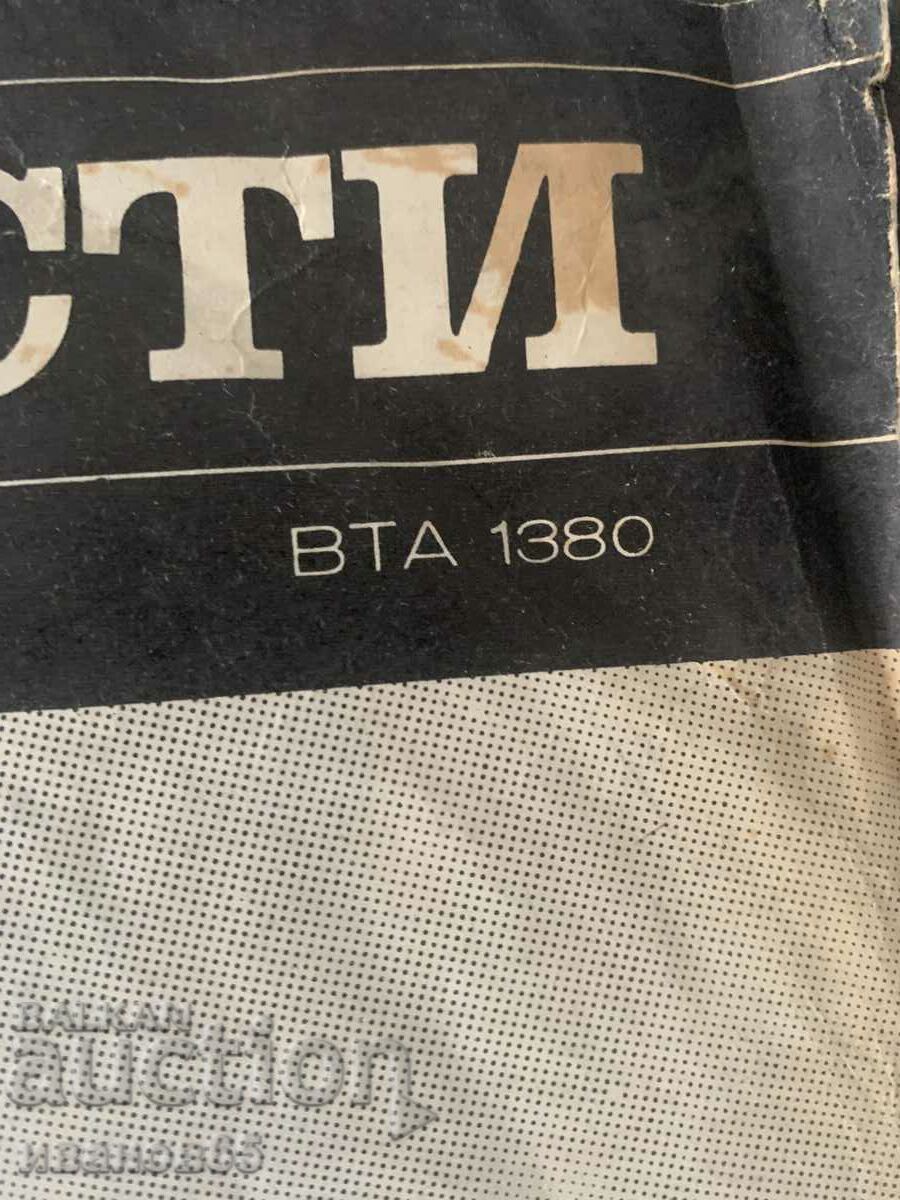 СТИ
ВТА 1380
BALKAN
auction
иванов65